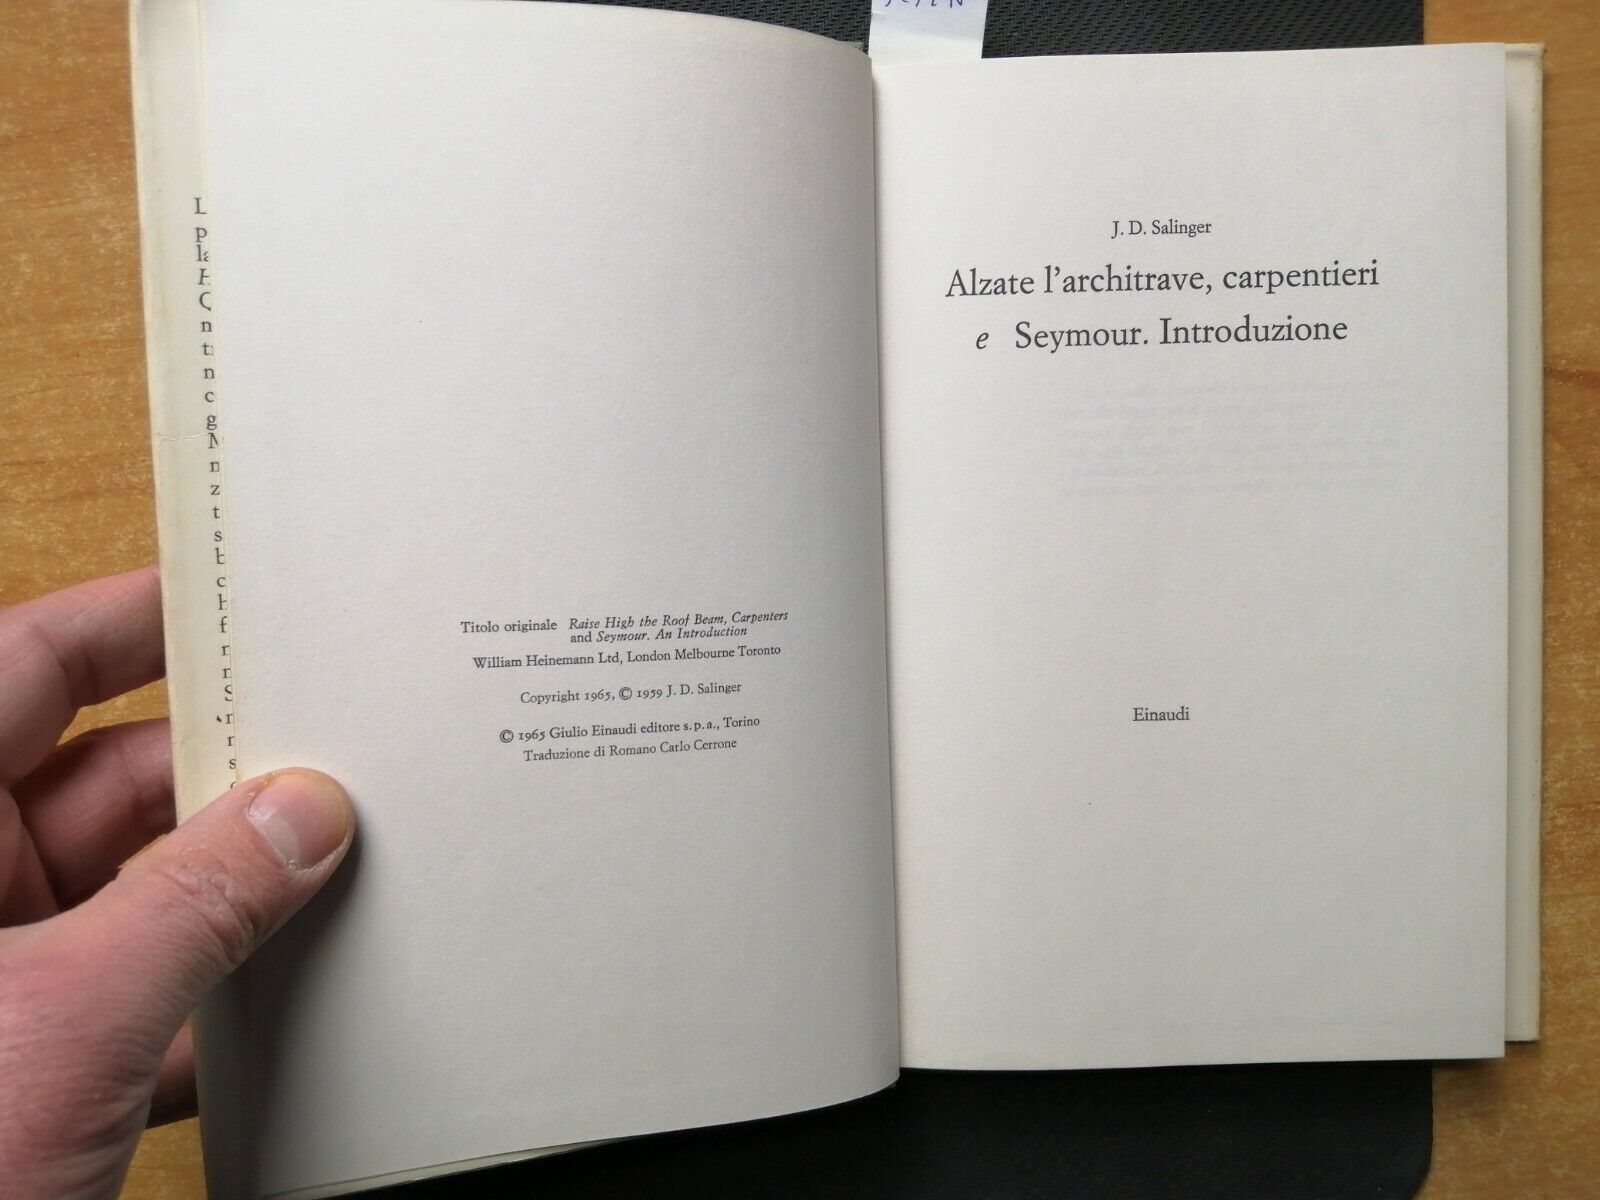 Titolo originale Raise High the Roof Beam, Carpenters
and Seymour. An Introduction
William Heinemann Ltd, London Melbourne Toronto
Copyright 1965, © 1959 J. D. Salinger
© 1965 Giulio Einaudi editore s.p.a., Torino
Traduzione di Romano Carlo Cerrone
J. D. Salinger
Alzate l'architrave, carpentieri
e Seymour. Introduzione
Einaudi